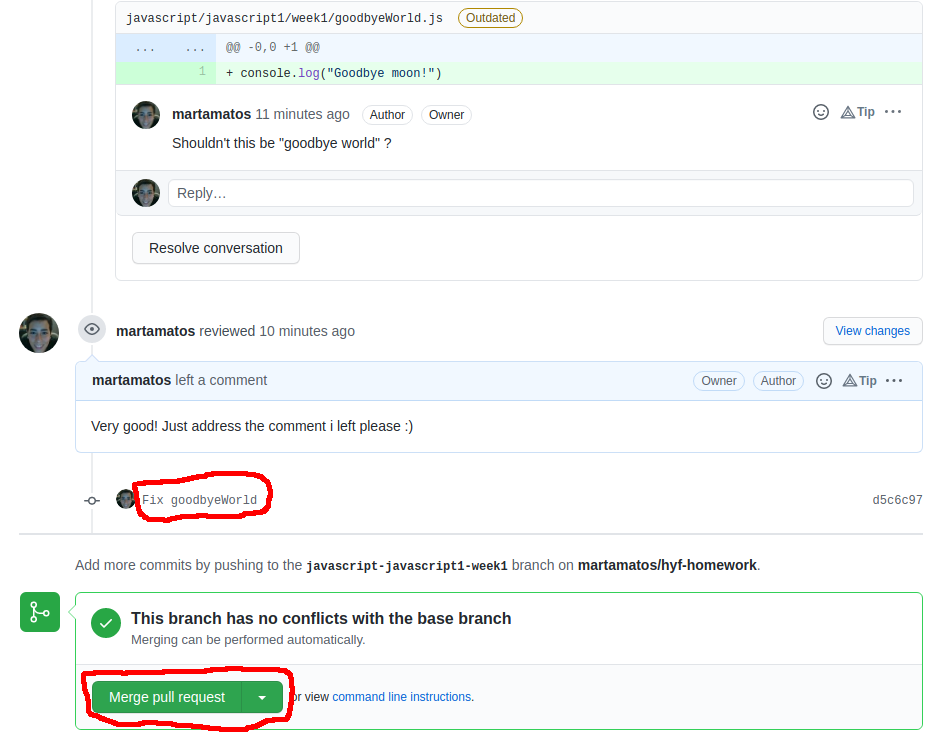 javascript/javascript1/week1/goodbyeWorld.js Outdated
... ... @@ -0,0 +1 @@
1 + console.log("Goodbye moon!")
martamatos 11 minutes ago Author Owner Tip ...
Shouldn't this be "goodbye world" ?
Reply…
Resolve conversation
martamatos reviewed 10 minutes ago View changes
martamatos left a comment Owner Author Tip ...
Very good! Just address the comment i left please :)
Fix goodbyeWorld d5c6c97
Add more commits by pushing to the javascript-javascript1-week1 branch on martamatos/hyf-homework.
This branch has no conflicts with the base branch
Merging can be performed automatically.
Merge pull request or view command line instructions.